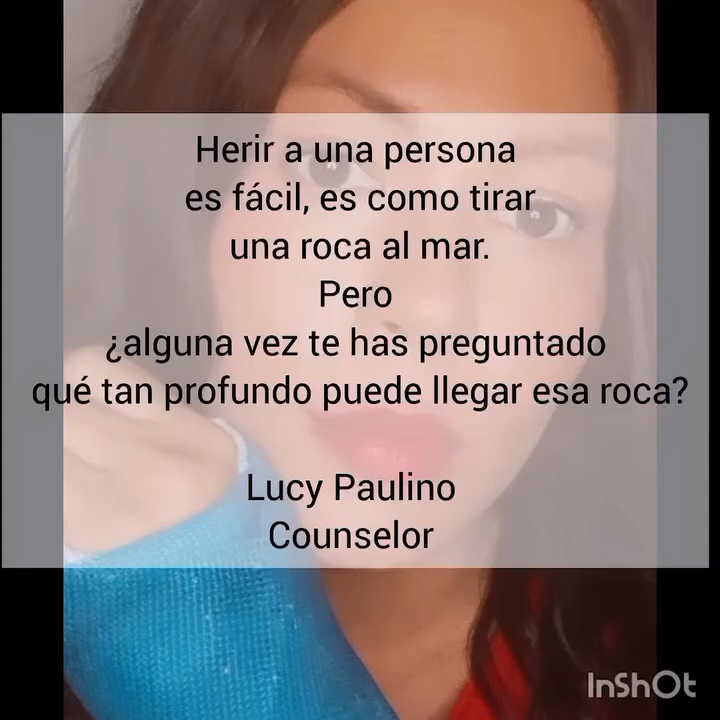 Herir a una persona
es fácil, es como tirar
una roca al mar.
Pero
¿alguna vez te has preguntado
qué tan profundo puede llegar esa roca?
Lucy Paulino
Counselor
InShOt